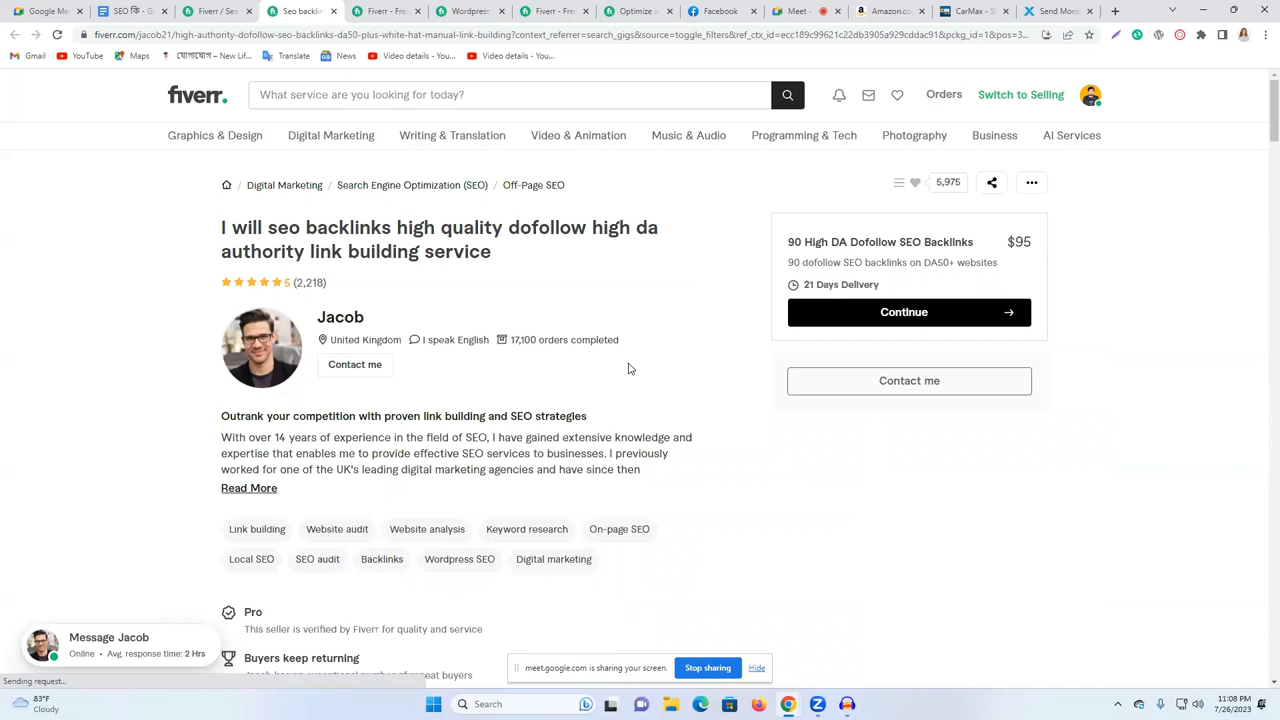 Google Me
SEO
Fiverr / Se
Seo backli
Fiverr - Fre
Wordpres
Fiverr - Fre
Optimize
Facebook
Meet -
Amazon.co
CarMax - S
Send Mon
fiverr.com/jacob21/high-authority-dofollow-seo-backlinks-da50-plus-white-hat-manual-link-building?context_referrer=search_gigs&source=toggle_filters&ref_ctx_id=ecc189c99621c22db3905a929cddac91&pckg_id=1&pos=3...
Gmail YouTube Maps যোগাযোগ – New Lif... Translate News Video details - You... Video details - You...
fiverr.
What service are you looking for today?
Orders
Switch to Selling
Graphics & Design Digital Marketing Writing & Translation Video & Animation Music & Audio Programming & Tech Photography Business AI Services
/ Digital Marketing / Search Engine Optimization (SEO) / Off-Page SEO
5,975
I will seo backlinks high quality dofollow high da
authority link building service
5 (2,218)
Jacob
United Kingdom I speak English 17,100 orders completed
Contact me
Outrank your competition with proven link building and SEO strategies
With over 14 years of experience in the field of SEO, I have gained extensive knowledge and
expertise that enables me to provide effective SEO services to businesses. I previously
worked for one of the UK's leading digital marketing agencies and have since then
Read More
Link building Website audit Website analysis Keyword research On-page SEO
Local SEO SEO audit Backlinks Wordpress SEO Digital marketing
Pro
This seller is verified by Fiverr for quality and service
Buyers keep returning
90 High DA Dofollow SEO Backlinks $95
90 dofollow SEO backlinks on DA50+ websites
21 Days Delivery
Continue
Contact me
Message Jacob
Online • Avg. response time: 2 Hrs
meet.google.com is sharing your screen. Stop sharing Hide
Sending request...
83°F
Cloudy
Search
11:08 PM
7/26/2023